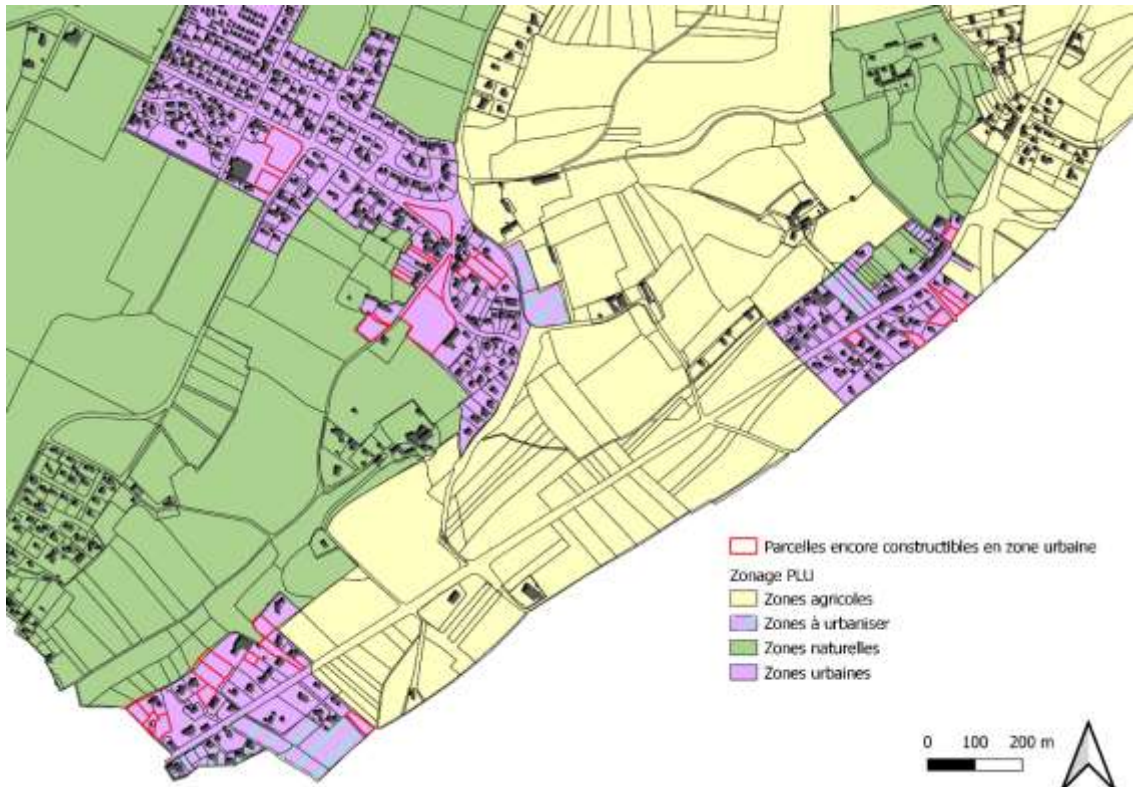 Parcelles encore constructibles en zone urbaine
Zonage PLU
Zones agricoles
Zones à urbaniser
Zones naturelles
Zones urbaines
0 100 200 m